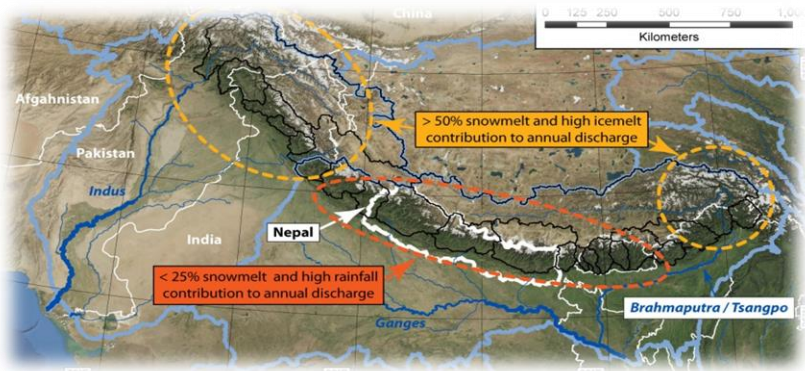 China
0 125 250 500 750 1,00
Kilometers
Afgahnistan
> 50% snowmelt and high icemelt
contribution to annual discharge
Pakistan
Indus
Nepal
India
< 25% snowmelt and high rainfall
contribution to annual discharge
Brahmaputra / Tsangpo
Ganges